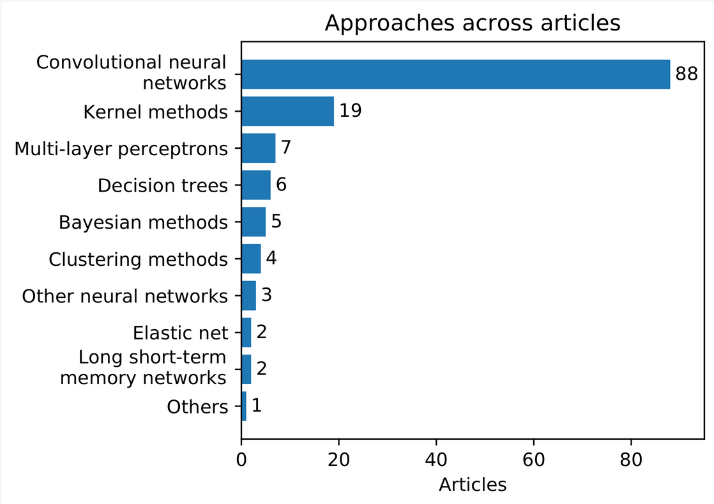 Approaches across articles
Convolutional neural
networks
88
Kernel methods
19
Multi-layer perceptrons
7
Decision trees
6
Bayesian methods
5
Clustering methods
4
Other neural networks
3
Elastic net
2
Long short-term
memory networks
2
Others
1
0 20 40 60 80
Articles